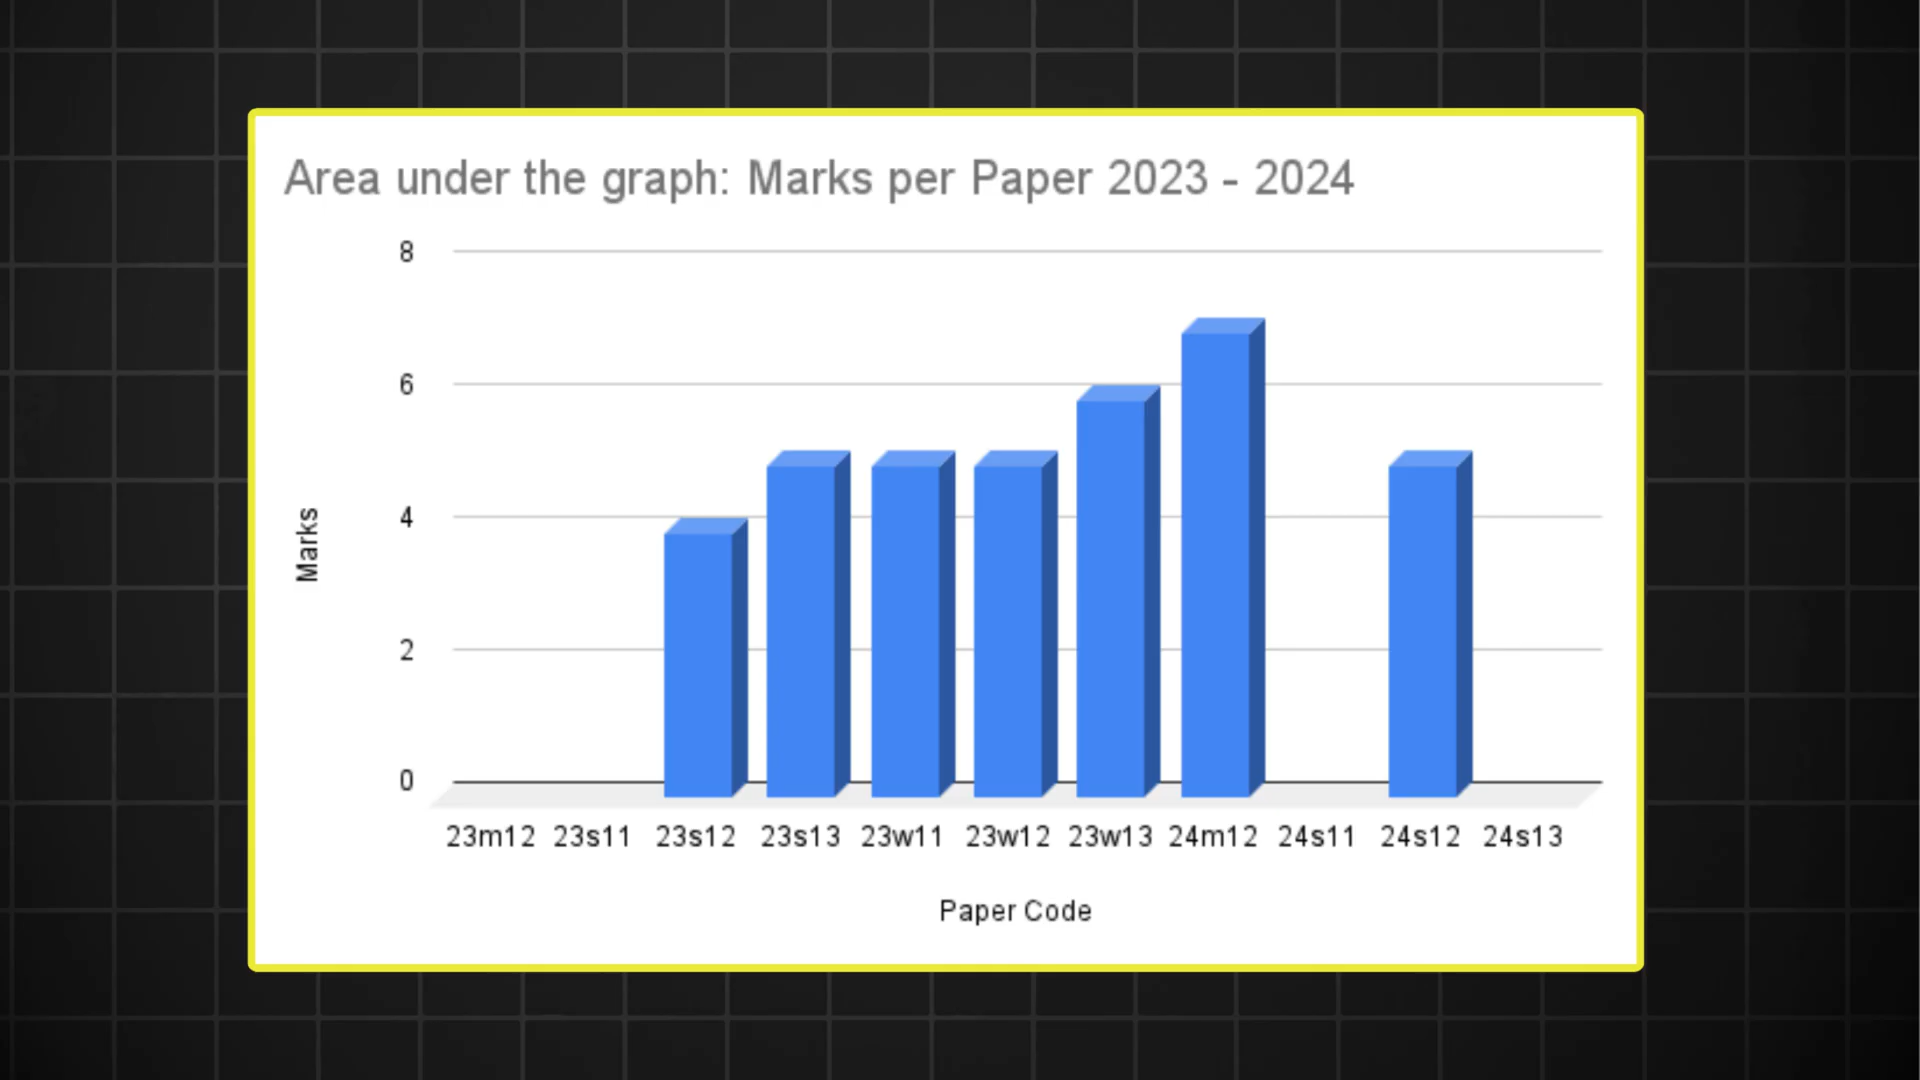 Area under the graph: Marks per Paper 2023 - 2024
8
6
4
2
0
Marks
23m12 23s11 23s12 23s13 23w11 23w12 23w13 24m12 24s11 24s12 24s13
Paper Code